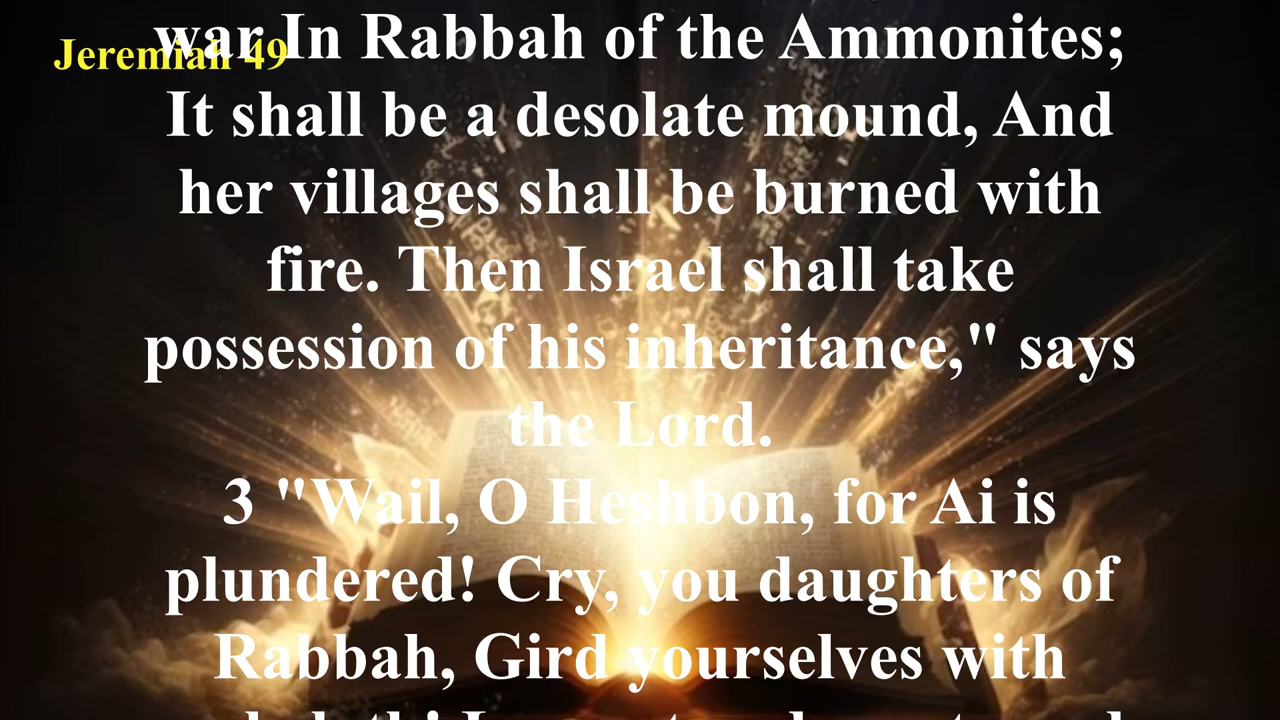 Jeremiah 49
war In Rabbah of the Ammonites;
It shall be a desolate mound, And
her villages shall be burned with
fire. Then Israel shall take
possession of his inheritance," says
the Lord.
3 "Wail, O Heshbon, for Ai is
plundered! Cry, you daughters of
Rabbah, Gird yourselves with